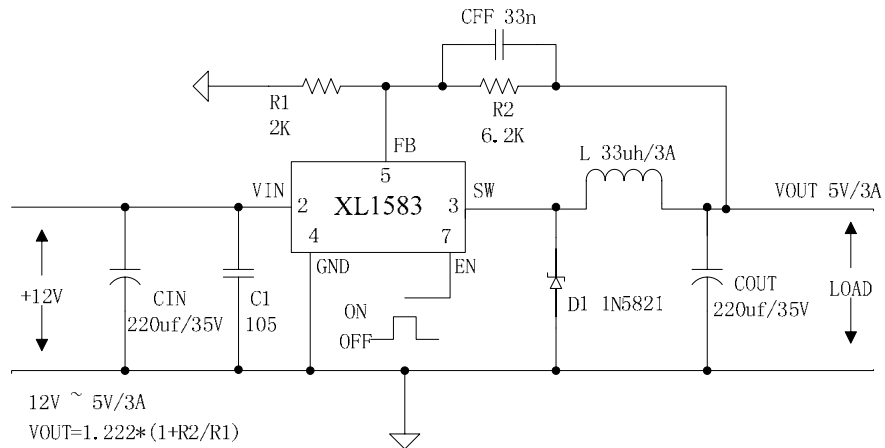 CFF 33n
R1
2K
R2
6.2K
FB
L 33uh/3A
5
VIN
SW
VOUT 5V/3A
2
XL1583
3
4
7
GND
EN
+12V
CIN
220uf/35V
C1
105
ON
OFF
D1 1N5821
COUT
220uf/35V
LOAD
12V ~ 5V/3A
VOUT=1.222*(1+R2/R1)